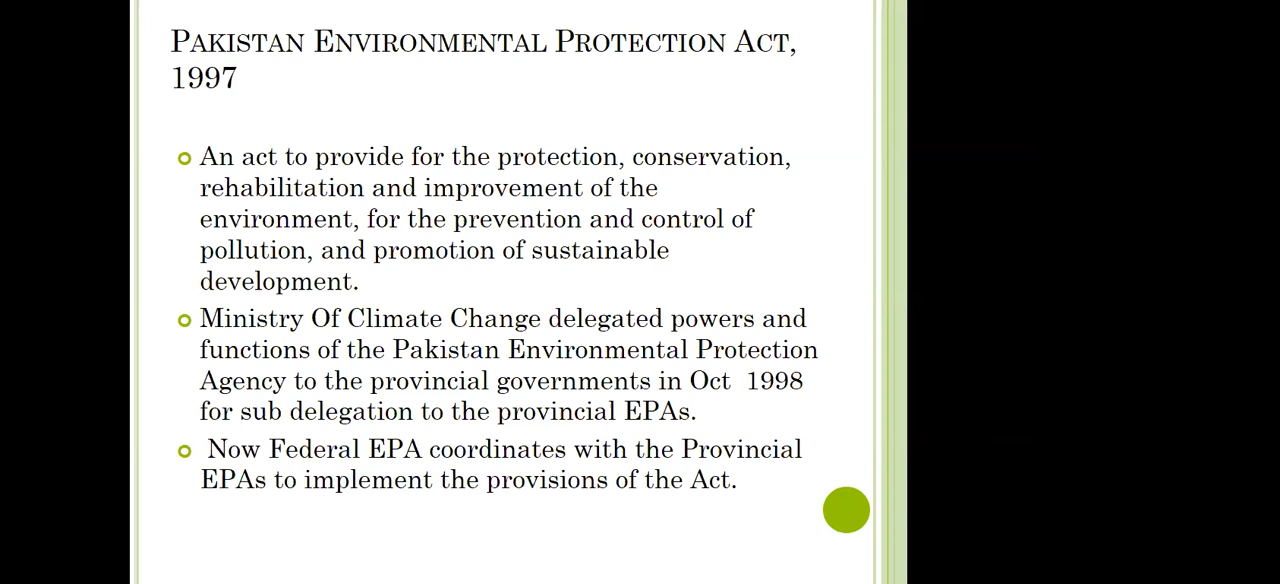 PAKISTAN ENVIRONMENTAL PROTECTION ACT,
1997
An act to provide for the protection, conservation,
rehabilitation and improvement of the
environment, for the prevention and control of
pollution, and promotion of sustainable
development.
Ministry Of Climate Change delegated powers and
functions of the Pakistan Environmental Protection
Agency to the provincial governments in Oct 1998
for sub delegation to the provincial EPAs.
Now Federal EPA coordinates with the Provincial
EPAs to implement the provisions of the Act.